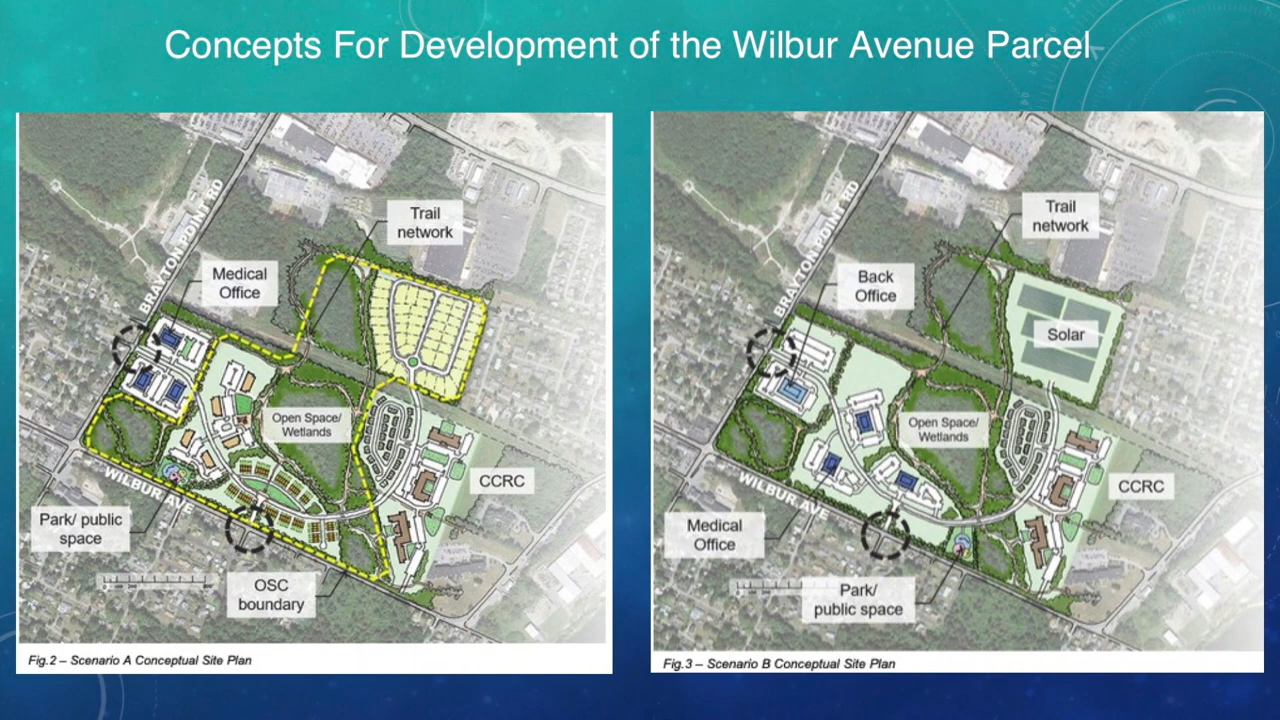 Concepts For Development of the Wilbur Avenue Parcel
BRAYTON POINT RD
Trail
network
Medical
Office
Open Space/
Wetlands
CCRC
WILBUR AVE
Park/ public
space
OSC
boundary
Fig.2 – Scenario A Conceptual Site Plan
BRAYTON POINT RD
Trail
network
Back
Office
Solar
Open Space/
Wetlands
CCRC
WILBUR AVE
Medical
Office
Park/
public space
Fig.3 – Scenario B Conceptual Site Plan